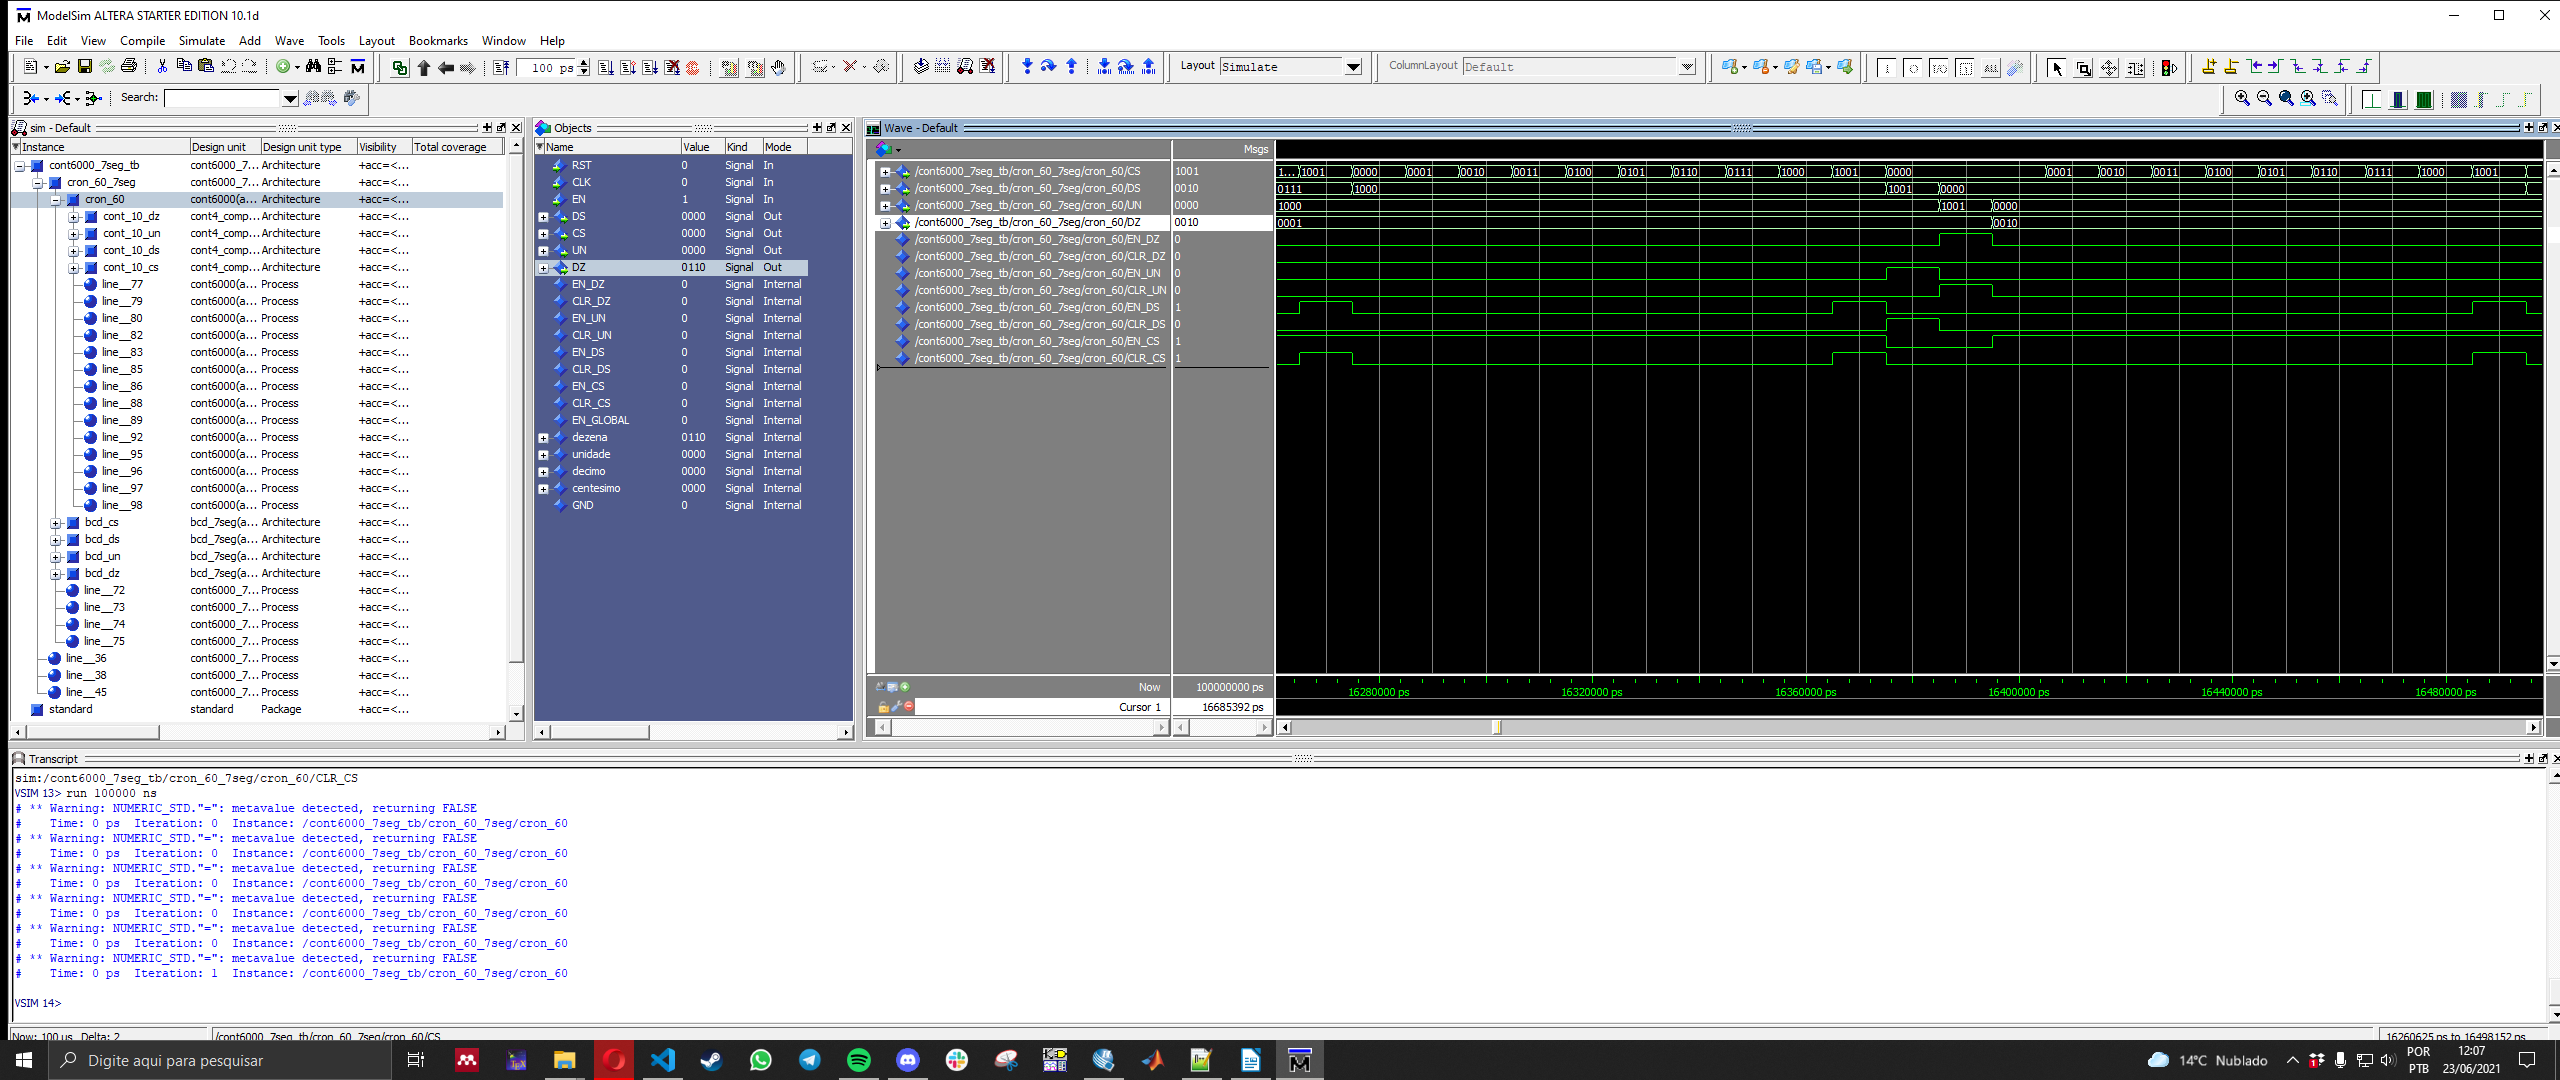 ModelSim ALTERA STARTER EDITION 10.1d
File Edit View Compile Simulate Add Wave Tools Layout Bookmarks Window Help
100 ps Layout Simulate ColumnLayout Default
Search:
sim - Default
Instance Design unit Design unit type Visibility Total coverage
cont6000_7seg_tb cont6000_7... Architecture +acc=<...
cron_60_7seg cont6000_7... Architecture +acc=<...
cron_60 cont6000(a... Architecture +acc=<...
cont_10_dz cont4_comp... Architecture +acc=<...
cont_10_un cont4_comp... Architecture +acc=<...
cont_10_ds cont4_comp... Architecture +acc=<...
cont_10_cs cont4_comp... Architecture +acc=<...
line__77 cont6000(a... Process +acc=<...
line__79 cont6000(a... Process +acc=<...
line__80 cont6000(a... Process +acc=<...
line__82 cont6000(a... Process +acc=<...
line__83 cont6000(a... Process +acc=<...
line__85 cont6000(a... Process +acc=<...
line__86 cont6000(a... Process +acc=<...
line__88 cont6000(a... Process +acc=<...
line__89 cont6000(a... Process +acc=<...
line__92 cont6000(a... Process +acc=<...
line__95 cont6000(a... Process +acc=<...
line__96 cont6000(a... Process +acc=<...
line__97 cont6000(a... Process +acc=<...
line__98 cont6000(a... Process +acc=<...
bcd_cs bcd_7seg(a... Architecture +acc=<...
bcd_ds bcd_7seg(a... Architecture +acc=<...
bcd_un bcd_7seg(a... Architecture +acc=<...
bcd_dz bcd_7seg(a... Architecture +acc=<...
line__72 cont6000_7... Process +acc=<...
line__73 cont6000_7... Process +acc=<...
line__74 cont6000_7... Process +acc=<...
line__75 cont6000_7... Process +acc=<...
line__36 cont6000_7... Process +acc=<...
line__38 cont6000_7... Process +acc=<...
line__45 cont6000_7... Process +acc=<...
standard standard Package +acc=<...
Objects
Name Value Kind Mode
RST 0 Signal In
CLK 0 Signal In
EN 1 Signal In
DS 0000 Signal Out
CS 0000 Signal Out
UN 0000 Signal Out
DZ 0110 Signal Out
EN_DZ 0 Signal Internal
CLR_DZ 0 Signal Internal
EN_UN 0 Signal Internal
CLR_UN 0 Signal Internal
EN_DS 0 Signal Internal
CLR_DS 0 Signal Internal
EN_CS 0 Signal Internal
CLR_CS 0 Signal Internal
EN_GLOBAL 0 Signal Internal
dezena 0110 Signal Internal
unidade 0000 Signal Internal
decimo 0000 Signal Internal
centesimo 0000 Signal Internal
GND 0 Signal Internal
Wave - Default
Msgs
/cont6000_7seg_tb/cron_60_7seg/cron_60/CS 1001 1... 1001 0000 0001 0010 0011 0100 0101 0110 0111 1000 1001 0000 0001 0010 0011 0100 0101 0110 0111 1000 1001
/cont6000_7seg_tb/cron_60_7seg/cron_60/DS 0010 0111 1000 1001 0000
/cont6000_7seg_tb/cron_60_7seg/cron_60/UN 0000 1000 1001 0000
/cont6000_7seg_tb/cron_60_7seg/cron_60/DZ 0010 0001 0010
/cont6000_7seg_tb/cron_60_7seg/cron_60/EN_DZ 0
/cont6000_7seg_tb/cron_60_7seg/cron_60/CLR_DZ 0
/cont6000_7seg_tb/cron_60_7seg/cron_60/EN_UN 0
/cont6000_7seg_tb/cron_60_7seg/cron_60/CLR_UN 0
/cont6000_7seg_tb/cron_60_7seg/cron_60/EN_DS 1
/cont6000_7seg_tb/cron_60_7seg/cron_60/CLR_DS 0
/cont6000_7seg_tb/cron_60_7seg/cron_60/EN_CS 1
/cont6000_7seg_tb/cron_60_7seg/cron_60/CLR_CS 1
Now 100000000 ps 16280000 ps 16320000 ps 16360000 ps 16400000 ps 16440000 ps 16480000 ps
Cursor 1 16685392 ps
Transcript
sim:/cont6000_7seg_tb/cron_60_7seg/cron_60/CLR_CS
VSIM 13> run 100000 ns
# ** Warning: NUMERIC_STD."=": metavalue detected, returning FALSE
# Time: 0 ps Iteration: 0 Instance: /cont6000_7seg_tb/cron_60_7seg/cron_60
# ** Warning: NUMERIC_STD."=": metavalue detected, returning FALSE
# Time: 0 ps Iteration: 0 Instance: /cont6000_7seg_tb/cron_60_7seg/cron_60
# ** Warning: NUMERIC_STD."=": metavalue detected, returning FALSE
# Time: 0 ps Iteration: 0 Instance: /cont6000_7seg_tb/cron_60_7seg/cron_60
# ** Warning: NUMERIC_STD."=": metavalue detected, returning FALSE
# Time: 0 ps Iteration: 0 Instance: /cont6000_7seg_tb/cron_60_7seg/cron_60
# ** Warning: NUMERIC_STD."=": metavalue detected, returning FALSE
# Time: 0 ps Iteration: 0 Instance: /cont6000_7seg_tb/cron_60_7seg/cron_60
# ** Warning: NUMERIC_STD."=": metavalue detected, returning FALSE
# Time: 0 ps Iteration: 1 Instance: /cont6000_7seg_tb/cron_60_7seg/cron_60
VSIM 14>
Now: 100 us Delta: 2 /cont6000_7seg_tb/cron_60_7seg/cron_60/CS 16260625 ps to 16498152 ps
Digite aqui para pesquisar 14°C Nublado POR PTB 12:07 23/06/2021